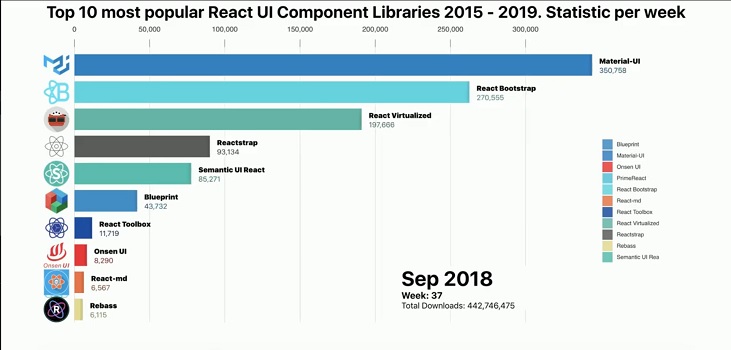 Top 10 most popular React UI Component Libraries 2015 - 2019. Statistic per week
0 50,000 100,000 150,000 200,000 250,000 300,000
Material-UI
350,758
React Bootstrap
270,555
React Virtualized
197,666
Reactstrap
93,134
Semantic UI React
85,271
Blueprint
43,732
React Toolbox
11,719
Onsen UI
Onsen UI
8,290
React-md
6,567
R
Rebass
6,115
Blueprint
Material-UI
Onsen UI
PrimeReact
React Bootstrap
React-md
React Toolbox
React Virtualized
Reactstrap
Rebass
Semantic UI Rea
Sep 2018
Week: 37
Total Downloads: 442,746,475